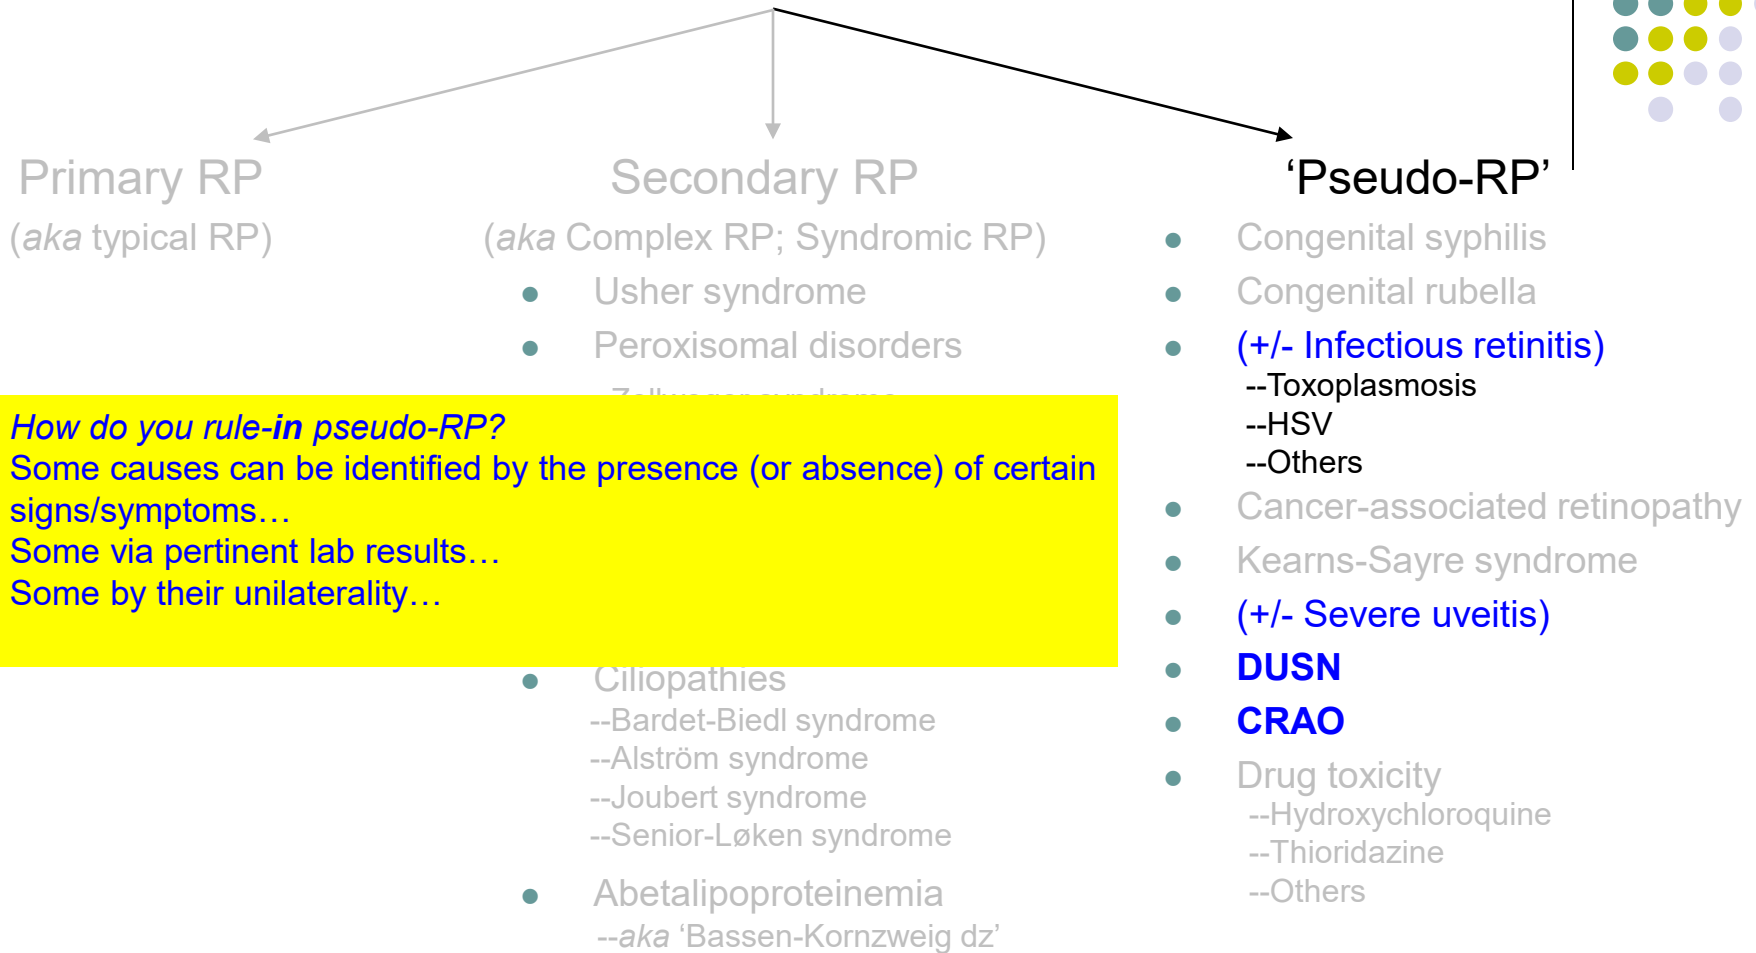 Primary RP
(aka typical RP)
Secondary RP
(aka Complex RP; Syndromic RP)
Usher syndrome
Peroxisomal disorders
How do you rule-in pseudo-RP?
Some causes can be identified by the presence (or absence) of certain
signs/symptoms…
Some via pertinent lab results…
Some by their unilaterality…
Ciliopathies
--Bardet-Biedl syndrome
--Alström syndrome
--Joubert syndrome
--Senior-Løken syndrome
Abetalipoproteinemia
--aka ‘Bassen-Kornzweig dz’
‘Pseudo-RP’
Congenital syphilis
Congenital rubella
(+/- Infectious retinitis)
--Toxoplasmosis
--HSV
--Others
Cancer-associated retinopathy
Kearns-Sayre syndrome
(+/- Severe uveitis)
DUSN
CRAO
Drug toxicity
--Hydroxychloroquine
--Thioridazine
--Others